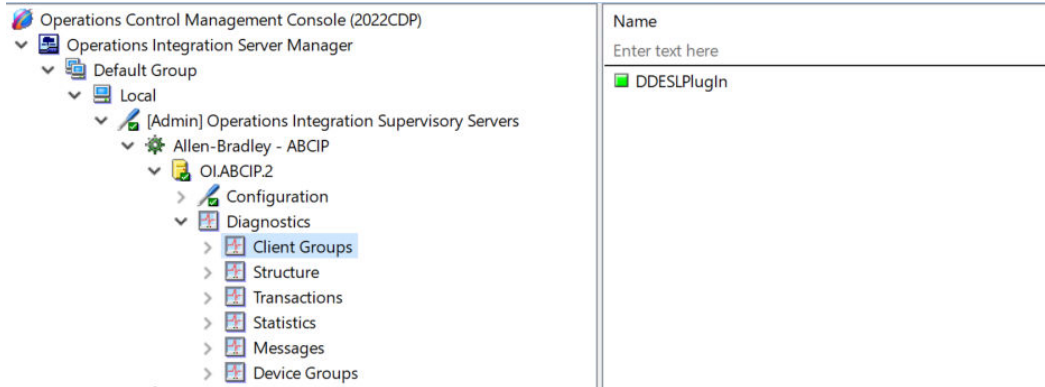 Operations Control Management Console (2022CDP)
Operations Integration Server Manager
Default Group
Local
[Admin] Operations Integration Supervisory Servers
Allen-Bradley - ABCIP
OI.ABCIP.2
Configuration
Diagnostics
Client Groups
Structure
Transactions
Statistics
Messages
Device Groups
Name
Enter text here
DDESLPlugIn